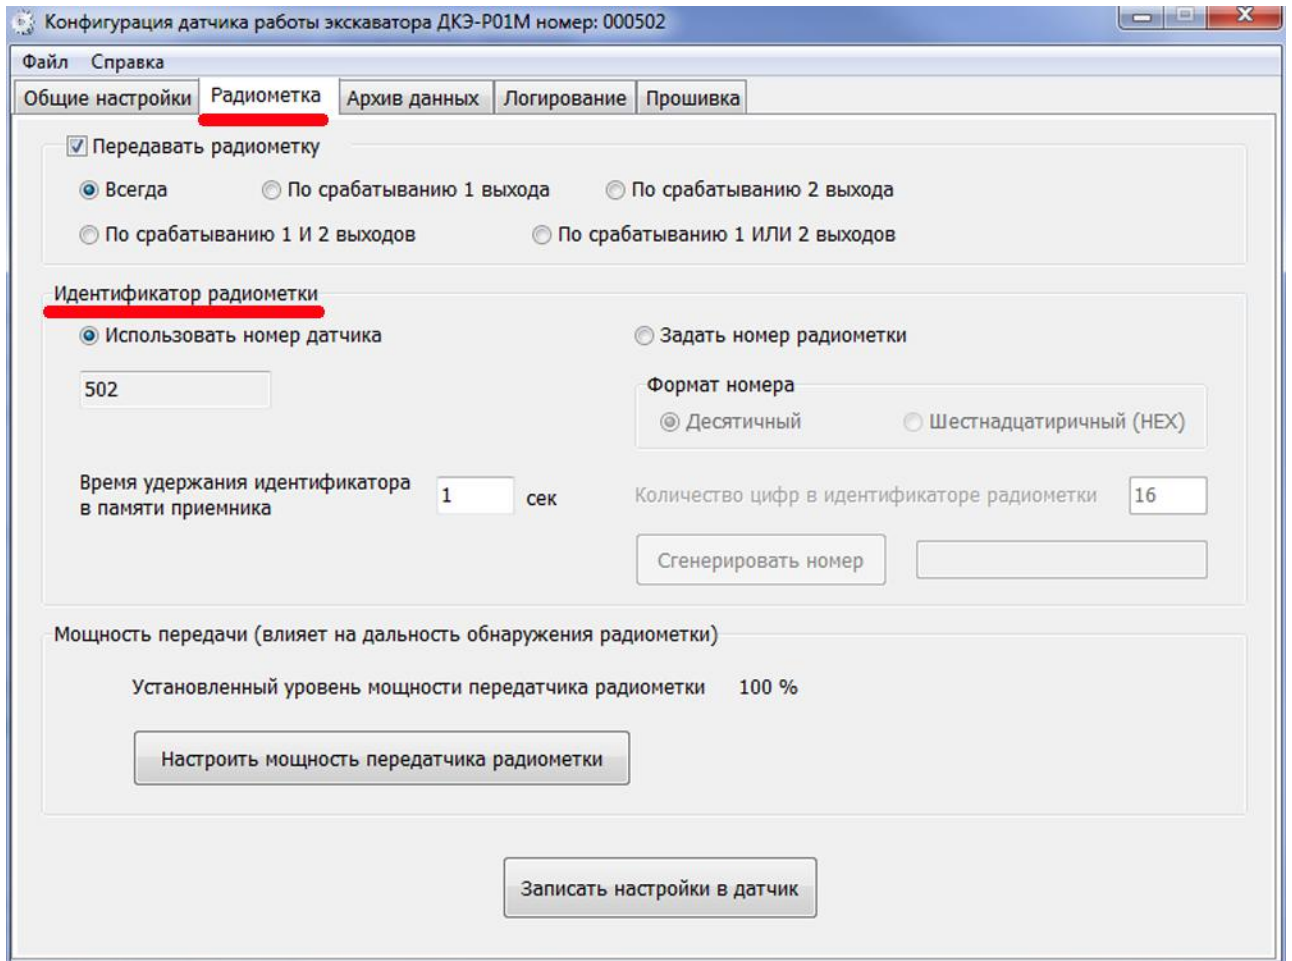 Конфигурация датчика работы экскаватора ДКЭ-Р01М номер: 000502
Файл Справка
Общие настройки Радиометка Архив данных Логирование Прошивка
Передавать радиометку
Всегда По срабатыванию 1 выхода По срабатыванию 2 выхода
По срабатыванию 1 И 2 выходов По срабатыванию 1 ИЛИ 2 выходов
Идентификатор радиометки
Использовать номер датчика Задать номер радиометки
502
Формат номера
Десятичный Шестнадцатиричный (HEX)
Время удержания идентификатора
в памяти приемника
1 сек
Количество цифр в идентификаторе радиометки 16
Сгенерировать номер
Мощность передачи (влияет на дальность обнаружения радиометки)
Установленный уровень мощности передатчика радиометки 100 %
Настроить мощность передатчика радиометки
Записать настройки в датчик